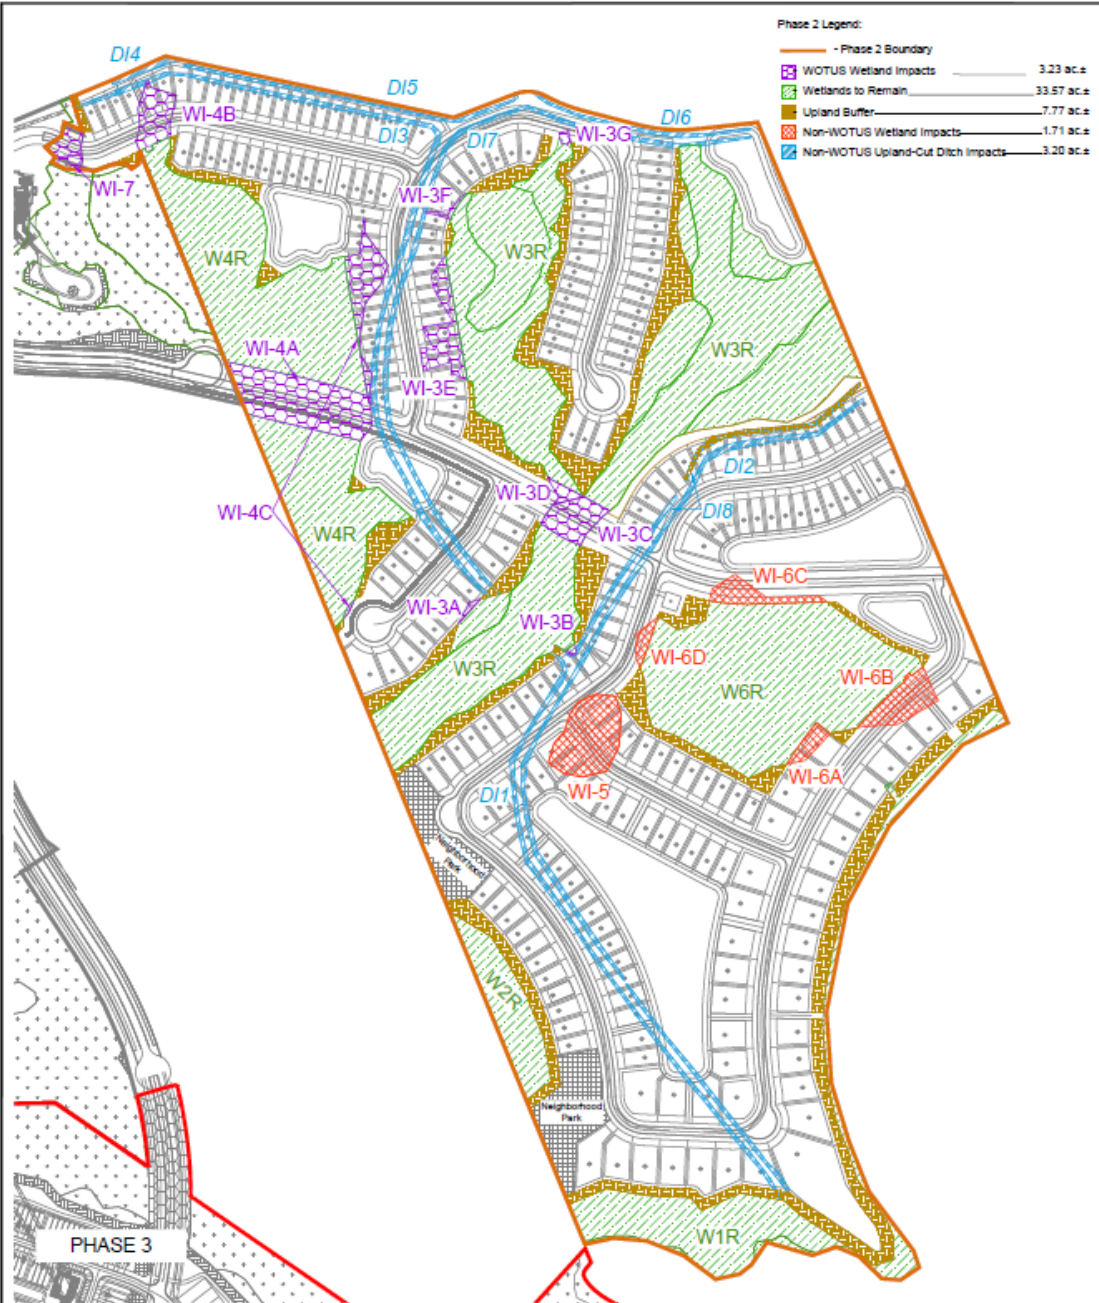 Phase 2 Legend:
- Phase 2 Boundary
WOTUS Wetland Impacts 3.23 ac.±
Wetlands to Remain 33.57 ac.±
Upland Buffer 7.77 ac.±
Non-WOTUS Wetland Impacts 1.71 ac.±
Non-WOTUS Upland-Cut Ditch Impacts 3.20 ac.±
DI4
DI5
WI-4B
DI3
DI7
WI-3G
DI6
WI-7
WI-3F
W4R
W3R
WI-4A
W3R
WI-3E
DI2
WI-3D
WI-4C
DI8
W4R
WI-3C
WI-6C
WI-3A
WI-3B
WI-6D
W3R
WI-6B
W6R
WI-6A
DI1
WI-5
Neighborhood
Park
W2R
Neighborhood
Park
W1R
PHASE 3